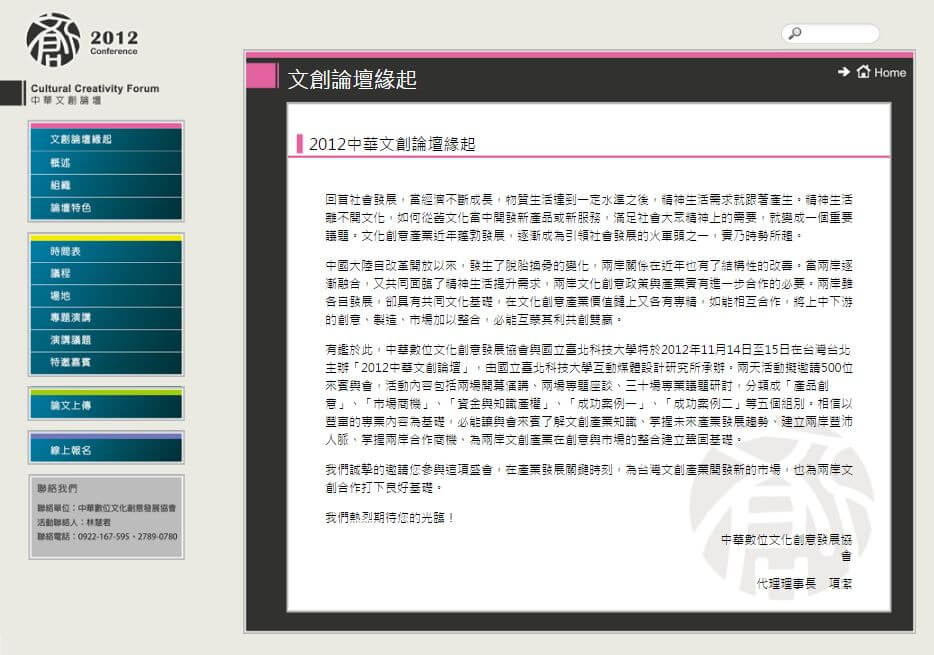 2012
Conference
Cultural Creativity Forum
中華文創論壇
文創論壇緣起
概述
組織
論壇特色
時間表
議程
場地
專題演講
演講議題
特邀嘉賓
論文上傳
線上報名
聯絡我們
聯絡單位：中華數位文化創意發展協會
活動聯絡人：林慧君
聯絡電話：0922-167-595、2789-0780
Home
文創論壇緣起
2012中華文創論壇緣起
回首社會發展，當經濟不斷成長，物質生活達到一定水準之後，精神生活需求就跟著產生。精神生活
離不開文化，如何從舊文化當中開發新產品或新服務，滿足社會大眾精神上的需要，就變成一個重要
議題。文化創意產業近年蓬勃發展，逐漸成為引領社會發展的火車頭之一，實乃時勢所趨。
中國大陸自改革開放以來，發生了脫胎換骨的變化，兩岸關係在近年也有了結構性的改善。當兩岸逐
漸融合，又共同面臨了精神生活提升需求，兩岸文化創意政策與產業實有進一步合作的必要。兩岸雖
各自發展，卻具有共同文化基礎，在文化創意產業價值鏈上又各有專精，如能相互合作，將上中下游
的創意、製造、市場加以整合，必能互蒙其利共創雙贏。
有鑑於此，中華數位文化創意發展協會與國立臺北科技大學將於2012年11月14日至15日在台灣台北
主辦「2012中華文創論壇」，由國立臺北科技大學互動媒體設計研究所承辦。兩天活動擬邀請500位
來賓與會，活動內容包括兩場開幕演講、兩場專題座談、三十場專業議題研討，分類成「產品創
意」、「市場商機」、「資金與知識產權」、「成功案例一」、「成功案例二」等五個組別。相信以
豐富的專業內容為基礎，必能讓與會來賓了解文創產業知識、掌握未來產業發展趨勢、建立兩岸豐沛
人脈、掌握兩岸合作商機、為兩岸文創產業在創意與市場的整合建立鞏固基礎。
我們誠摯的邀請您參與這項盛會，在產業發展關鍵時刻，為台灣文創產業開發新的市場，也為兩岸文
創合作打下良好基礎。
我們熱烈期待您的光臨！
中華數位文化創意發展協
會
代理理事長　項潔